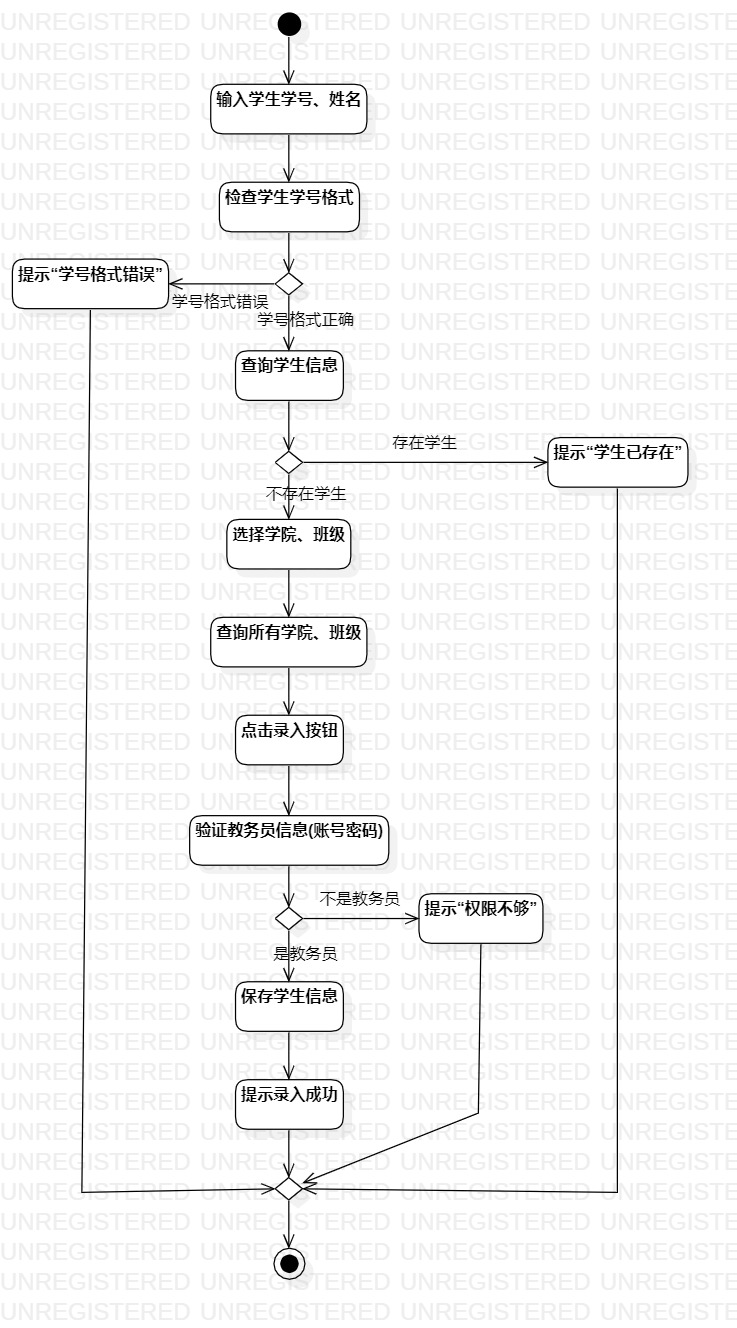 输入学生学号、姓名
检查学生学号格式
提示“学号格式错误”
学号格式错误
学号格式正确
查询学生信息
存在学生
提示“学生已存在”
不存在学生
选择学院、班级
查询所有学院、班级
点击录入按钮
验证教务员信息(账号密码)
不是教务员
提示“权限不够”
是教务员
保存学生信息
提示录入成功
UNREGISTERED